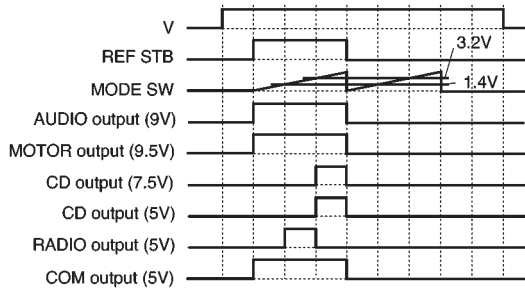 V
REF STB
3.2V
MODE SW
1.4V
AUDIO output (9V)
MOTOR output (9.5V)
CD output (7.5V)
CD output (5V)
RADIO output (5V)
COM output (5V)